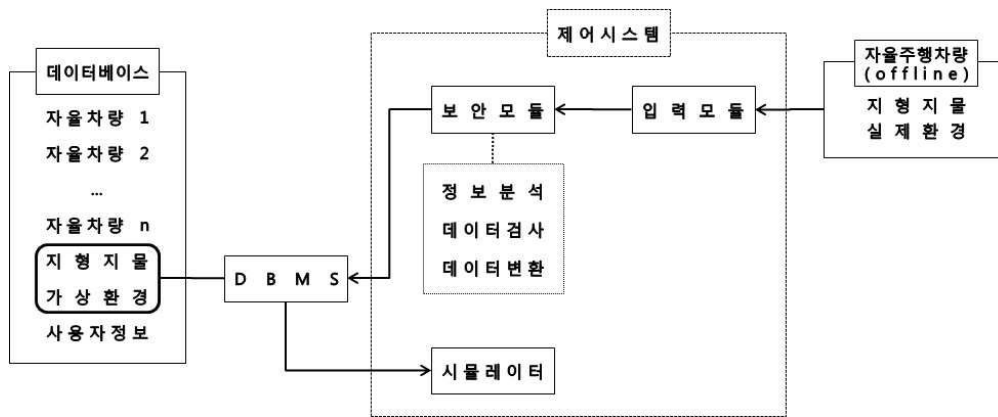 제어시스템
데이터베이스
자율차량 1
자율차량 2
...
자율차량 n
지형지물
가상환경
사용자정보
DBMS
보안모듈
정보분석
데이터검사
데이터변환
시뮬레이터
입력모듈
자율주행차량
(offline)
지형지물
실제환경